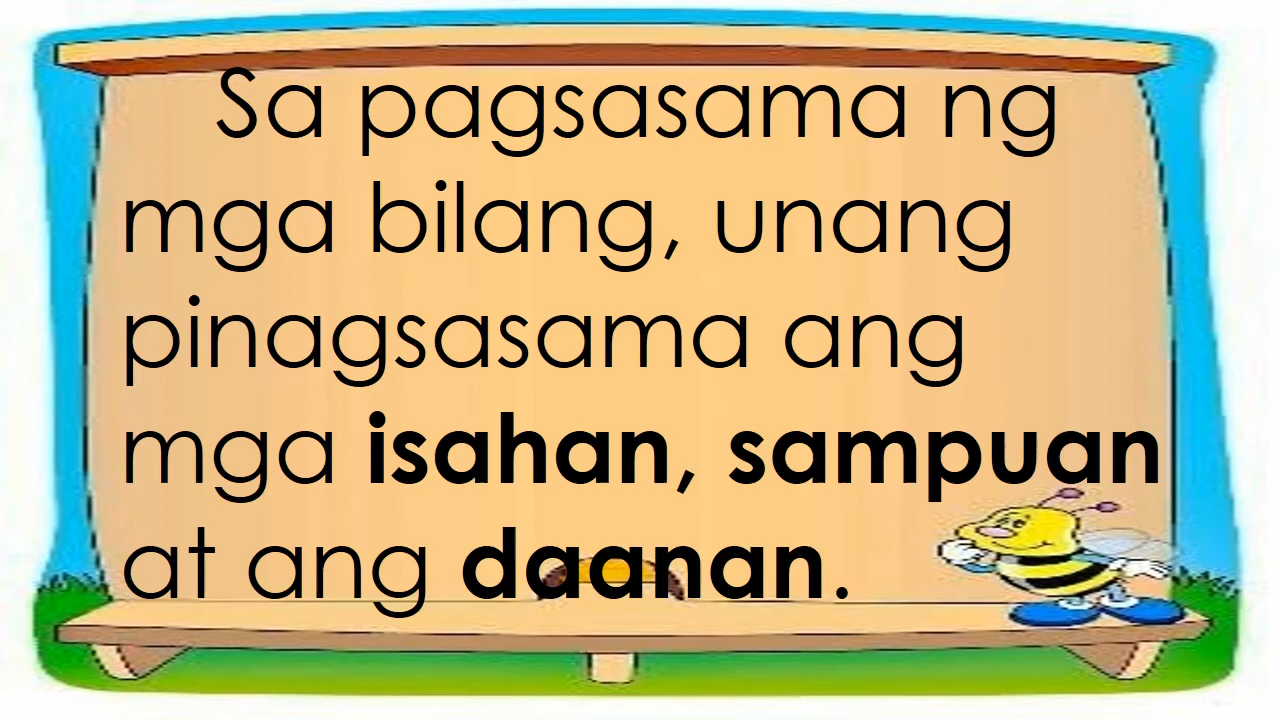 Sa pagsasama ng
mga bilang, unang
pinagsasama ang
mga isahan, sampuan
at ang daanan.